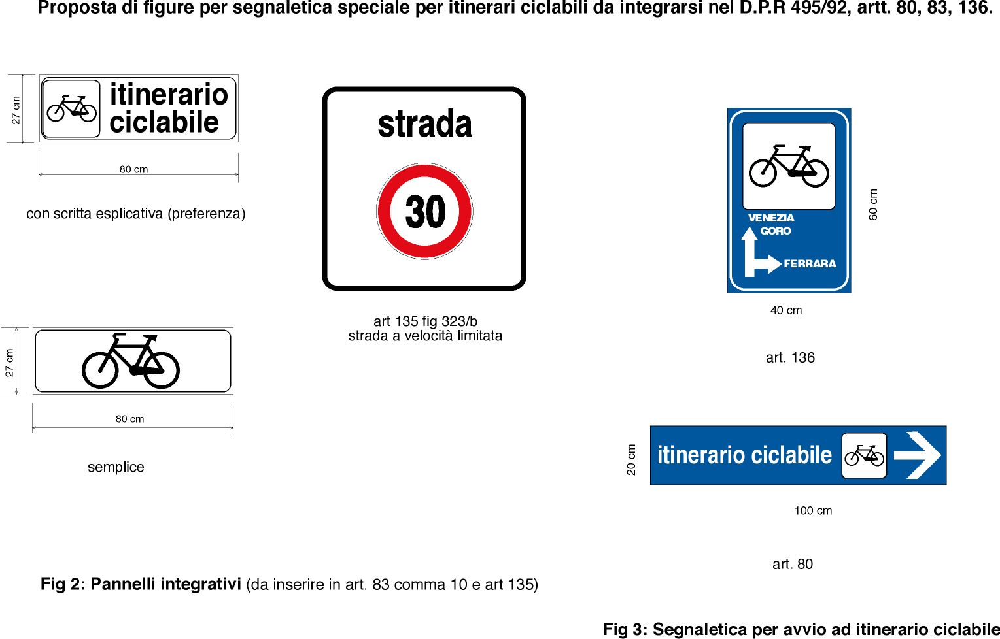 Proposta di figure per segnaletica speciale per itinerari ciclabili da integrarsi nel D.P.R 495/92, artt. 80, 83, 136.
27 cm
itinerario
ciclabile
80 cm
con scritta esplicativa (preferenza)
27 cm
80 cm
semplice
strada
30
art 135 fig 323/b
strada a velocità limitata
VENEZIA
GORO
FERRARA
60 cm
40 cm
art. 136
20 cm
itinerario ciclabile
100 cm
art. 80
Fig 2: Pannelli integrativi (da inserire in art. 83 comma 10 e art 135)
Fig 3: Segnaletica per avvio ad itinerario ciclabile